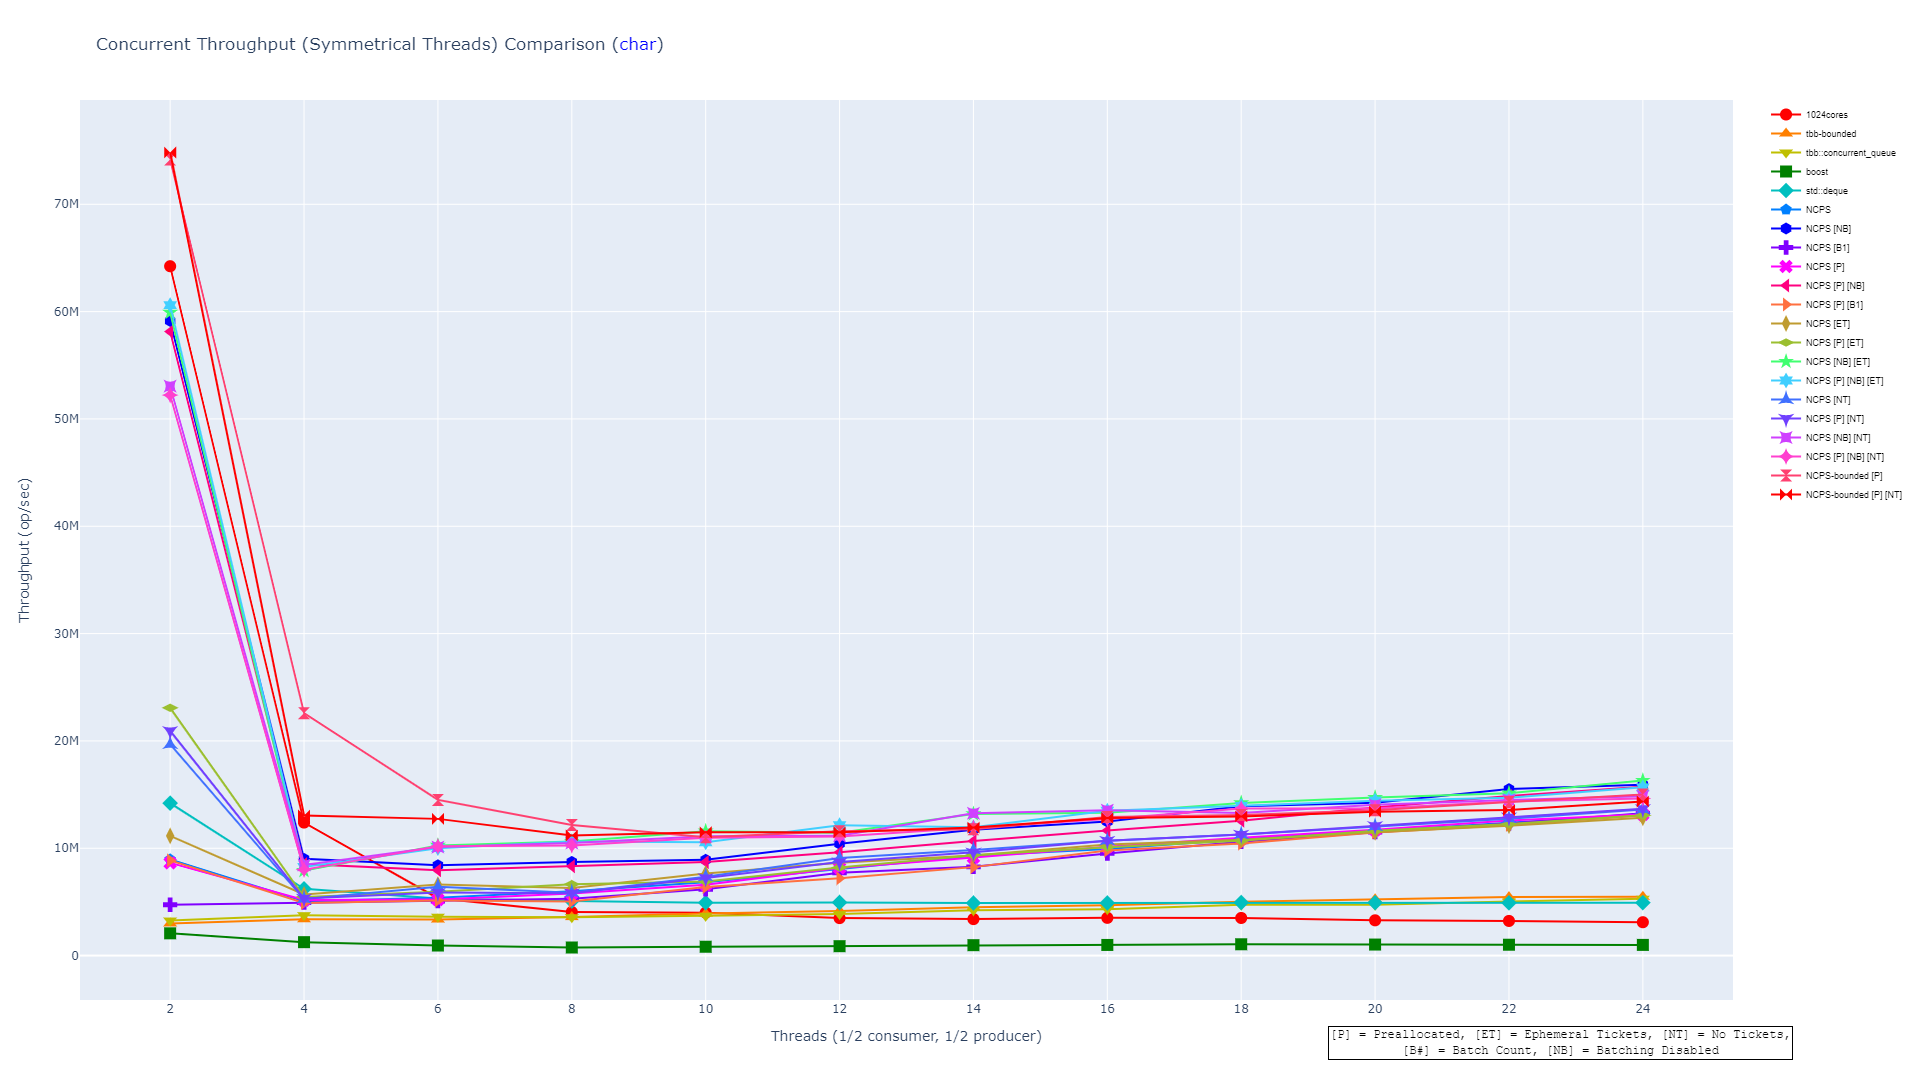 Concurrent Throughput (Symmetrical Threads) Comparison (char)
Throughput (op/sec)
70M
60M
50M
40M
30M
20M
10M
0
2 4 6 8 10 12 14 16 18 20 22 24
Threads (1/2 consumer, 1/2 producer)
1024cores
tbb-bounded
tbb::concurrent_queue
boost
std::deque
NCPS
NCPS [NB]
NCPS [B1]
NCPS [P]
NCPS [P] [NB]
NCPS [P] [B1]
NCPS [ET]
NCPS [P] [ET]
NCPS [NB] [ET]
NCPS [P] [NB] [ET]
NCPS [NT]
NCPS [P] [NT]
NCPS [NB] [NT]
NCPS [P] [NB] [NT]
NCPS-bounded [P]
NCPS-bounded [P] [NT]
[P] = Preallocated, [ET] = Ephemeral Tickets, [NT] = No Tickets,
[B#] = Batch Count, [NB] = Batching Disabled